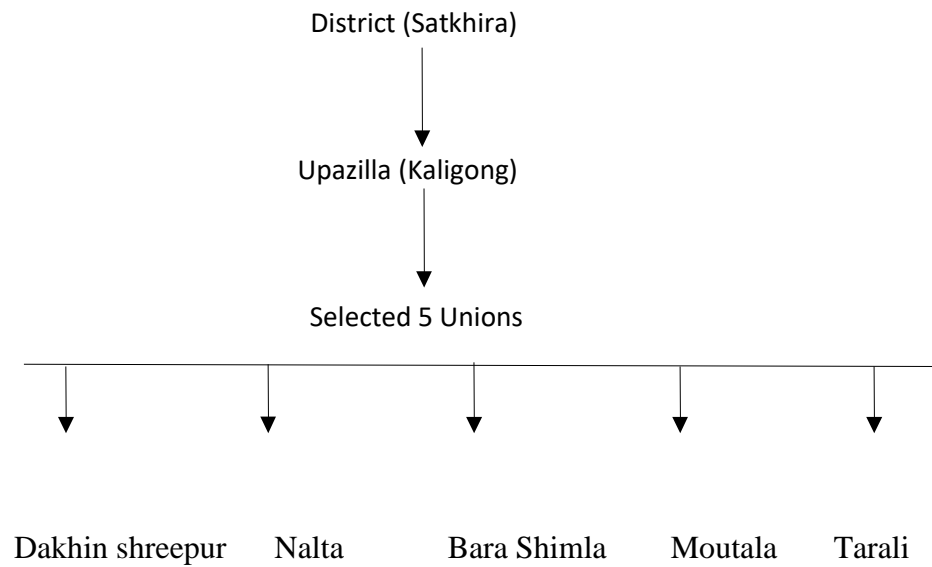 District (Satkhira)
Upazilla (Kaligong)
Selected 5 Unions
Dakhin shreepur Nalta Bara Shimla Moutala Tarali